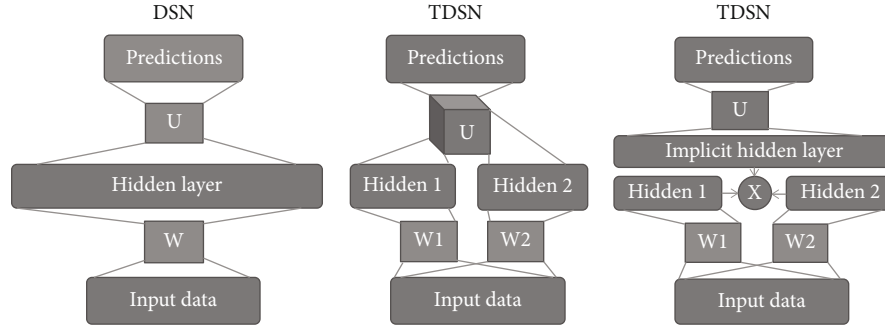 DSN
Predictions
U
Hidden layer
W
Input data
TDSN
Predictions
U
Hidden 1
Hidden 2
W1
W2
Input data
TDSN
Predictions
U
Implicit hidden layer
Hidden 1
X
Hidden 2
W1
W2
Input data